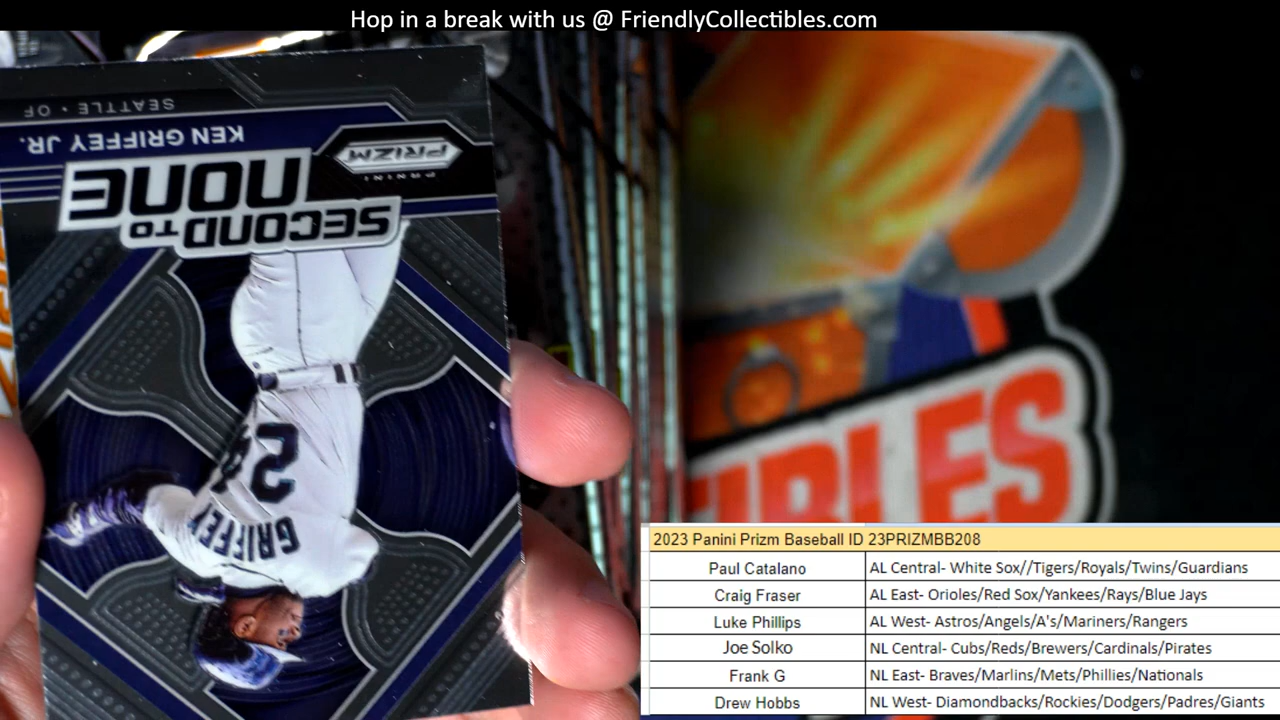 Hop in a break with us @ FriendlyCollectibles.com
SEATTLE • OF
KEN GRIFFEY JR.
PANINI
PRIZM
SECOND TO
NONE
GRIFFEY
24
IBLES
2023 Panini Prizm Baseball ID 23PRIZMBB208
Paul Catalano AL Central- White Sox//Tigers/Royals/Twins/Guardians
Craig Fraser AL East- Orioles/Red Sox/Yankees/Rays/Blue Jays
Luke Phillips AL West- Astros/Angels/A's/Mariners/Rangers
Joe Solko NL Central- Cubs/Reds/Brewers/Cardinals/Pirates
Frank G NL East- Braves/Marlins/Mets/Phillies/Nationals
Drew Hobbs NL West- Diamondbacks/Rockies/Dodgers/Padres/Giants